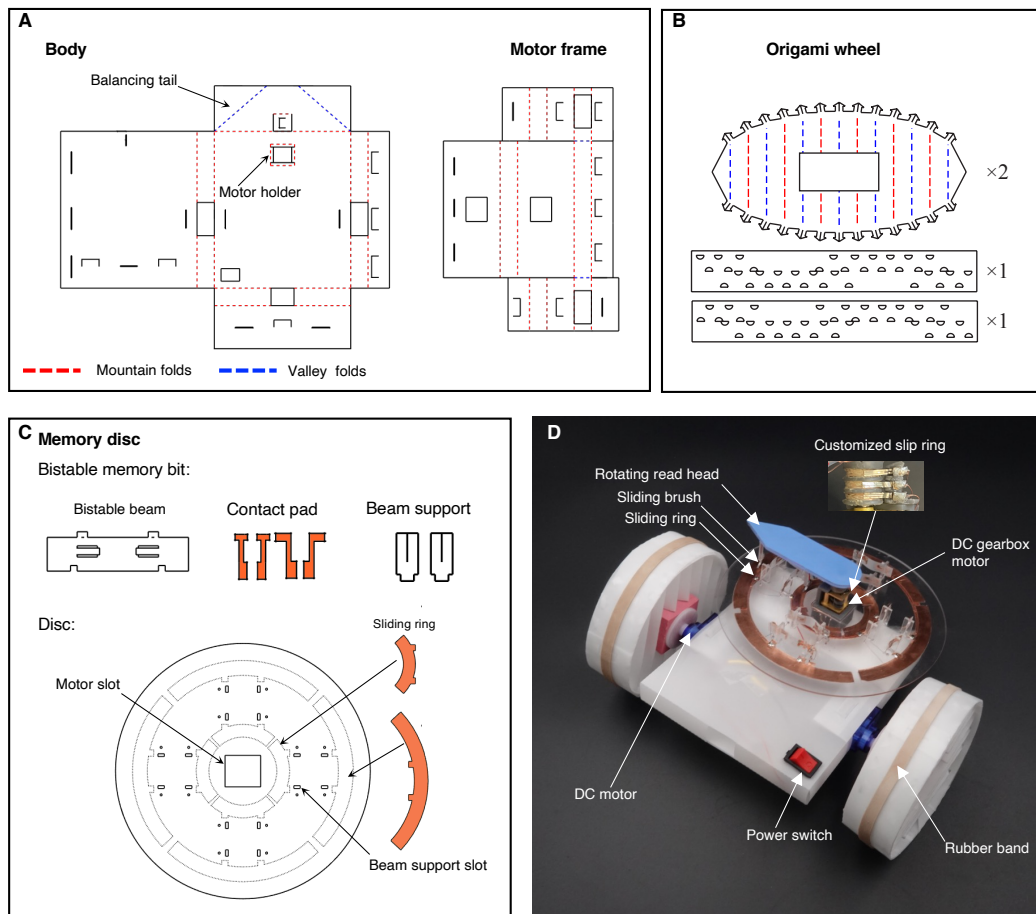 A
Body
Motor frame
Balancing tail
Motor holder
Mountain folds
Valley folds
B
Origami wheel
×2
×1
×1
C
Memory disc
Bistable memory bit:
Bistable beam
Contact pad
Beam support
Disc:
Sliding ring
Motor slot
Beam support slot
D
Customized slip ring
Rotating read head
Sliding brush
Sliding ring
DC gearbox
motor
DC motor
Power switch
Rubber band